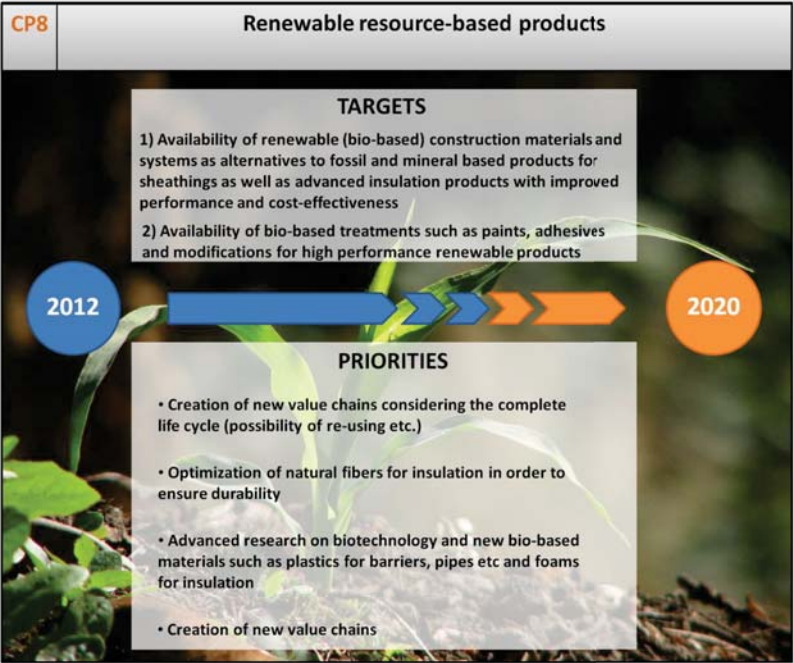 CP8
Renewable resource-based products
TARGETS
1) Availability of renewable (bio-based) construction materials and
systems as alternatives to fossil and mineral based products for
sheathings as well as advanced insulation products with improved
performance and cost-effectiveness
2) Availability of bio-based treatments such as paints, adhesives
and modifications for high performance renewable products
2012
2020
PRIORITIES
• Creation of new value chains considering the complete
life cycle (possibility of re-using etc.)
• Optimization of natural fibers for insulation in order to
ensure durability
• Advanced research on biotechnology and new bio-based
materials such as plastics for barriers, pipes etc and foams
for insulation
• Creation of new value chains